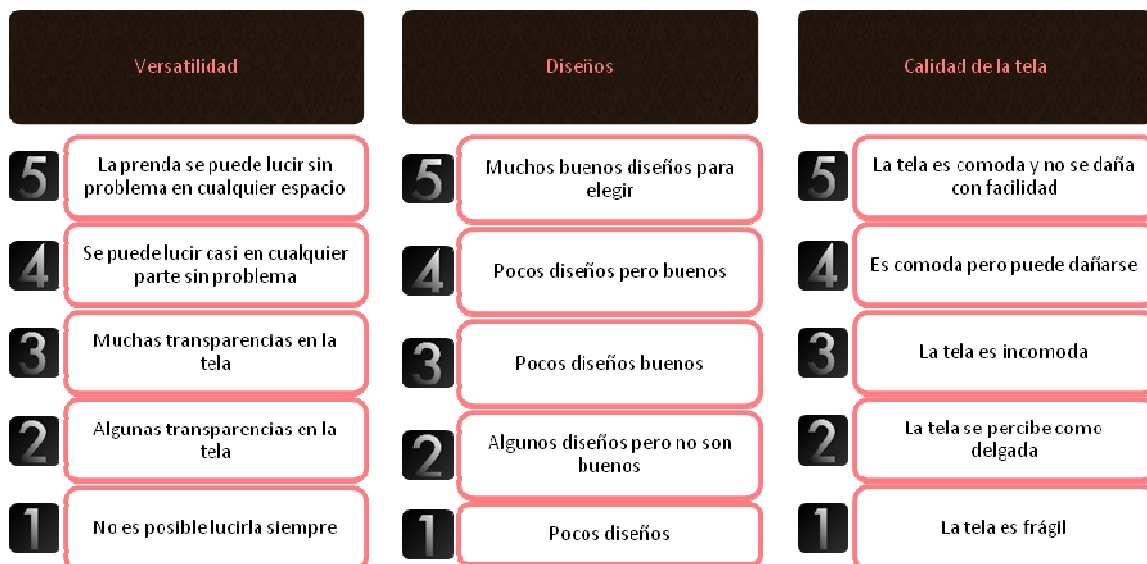 Versatilidad
5
La prenda se puede lucir sin
problema en cualquier espacio
4
Se puede lucir casi en cualquier
parte sin problema
3
Muchas transparencias en la
tela
2
Algunas transparencias en la
tela
1
No es posible lucirla siempre
Diseños
5
Muchos buenos diseños para
elegir
4
Pocos diseños pero buenos
3
Pocos diseños buenos
2
Algunos diseños pero no son
buenos
1
Pocos diseños
Calidad de la tela
5
La tela es comoda y no se daña
con facilidad
4
Es comoda pero puede dañarse
3
La tela es incomoda
2
La tela se percibe como
delgada
1
La tela es frágil